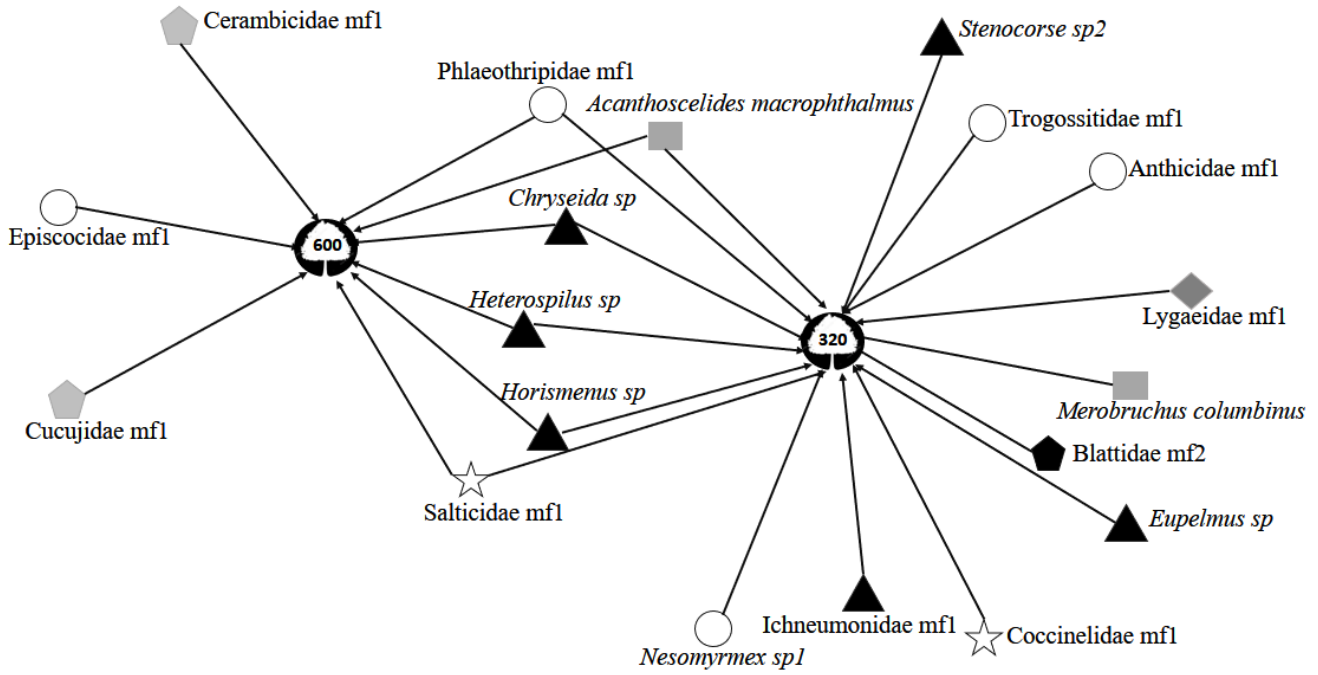 Cerambicidae mf1
Stenocorse sp2
Phlaeothripidae mf1
Acanthoscelides macrophthalmus
Trogossitidae mf1
Anthicidae mf1
Chryseida sp
Episcocidae mf1
600
Heterospilus sp
Lygaeidae mf1
320
Horismenus sp
Merobruchus columbinus
Cucujidae mf1
Blattidae mf2
Salticidae mf1
Eupelmus sp
Ichneumonidae mf1
Coccinelidae mf1
Nesomyrmex sp1